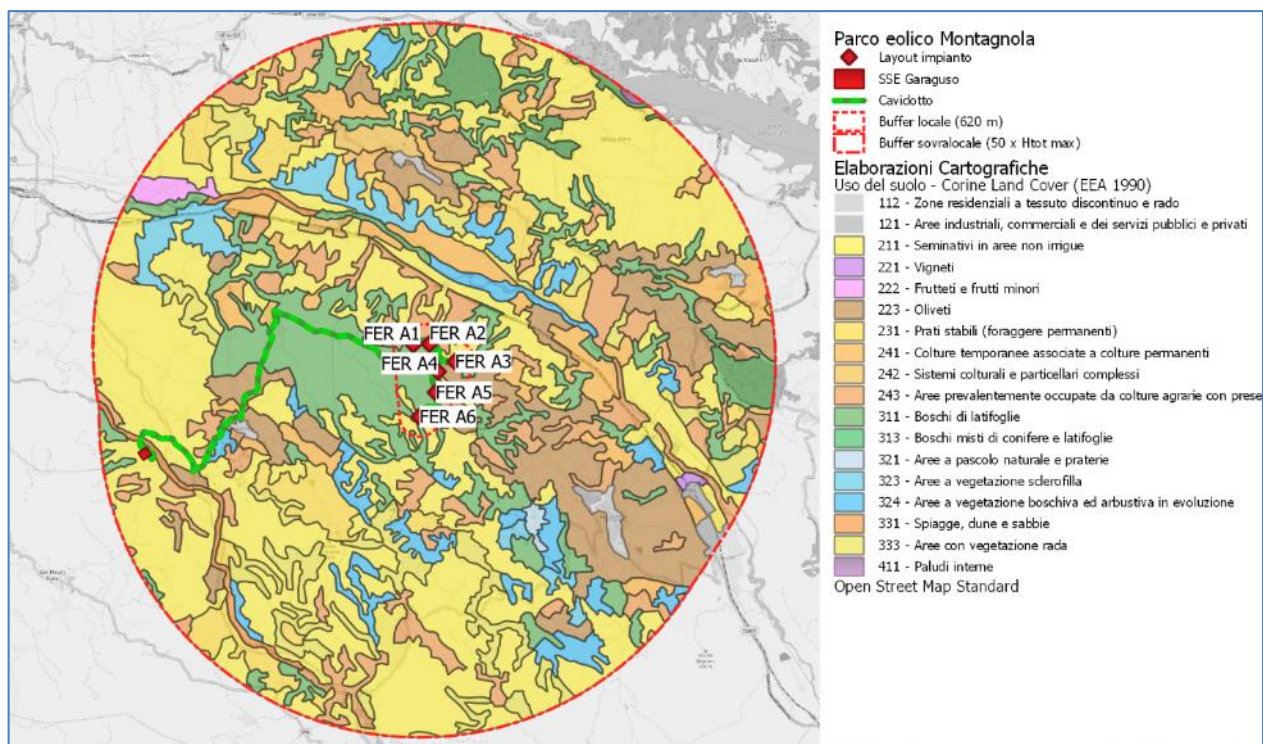 Parco eolico Montagnola
Layout impianto
SSE Garaguso
Cavidotto
Buffer locale (620 m)
Buffer sovralocale (50 x Htot max)
Elaborazioni Cartografiche
Uso del suolo - Corine Land Cover (EEA 1990)
112 - Zone residenziali a tessuto discontinuo e rado
121 - Aree industriali, commerciali e dei servizi pubblici e privati
211 - Seminativi in aree non irrigue
221 - Vigneti
222 - Frutteti e frutti minori
223 - Oliveti
231 - Prati stabili (foraggere permanenti)
241 - Colture temporanee associate a colture permanenti
242 - Sistemi colturali e particellari complessi
243 - Aree prevalentemente occupate da colture agrarie con prese
311 - Boschi di latifoglie
313 - Boschi misti di conifere e latifoglie
321 - Aree a pascolo naturale e praterie
323 - Aree a vegetazione sclerofilla
324 - Aree a vegetazione boschiva ed arbustiva in evoluzione
331 - Spiagge, dune e sabbie
333 - Aree con vegetazione rada
411 - Paludi interne
Open Street Map Standard
FER A1 FER A2
FER A4 FER A3
FER A5
FER A6